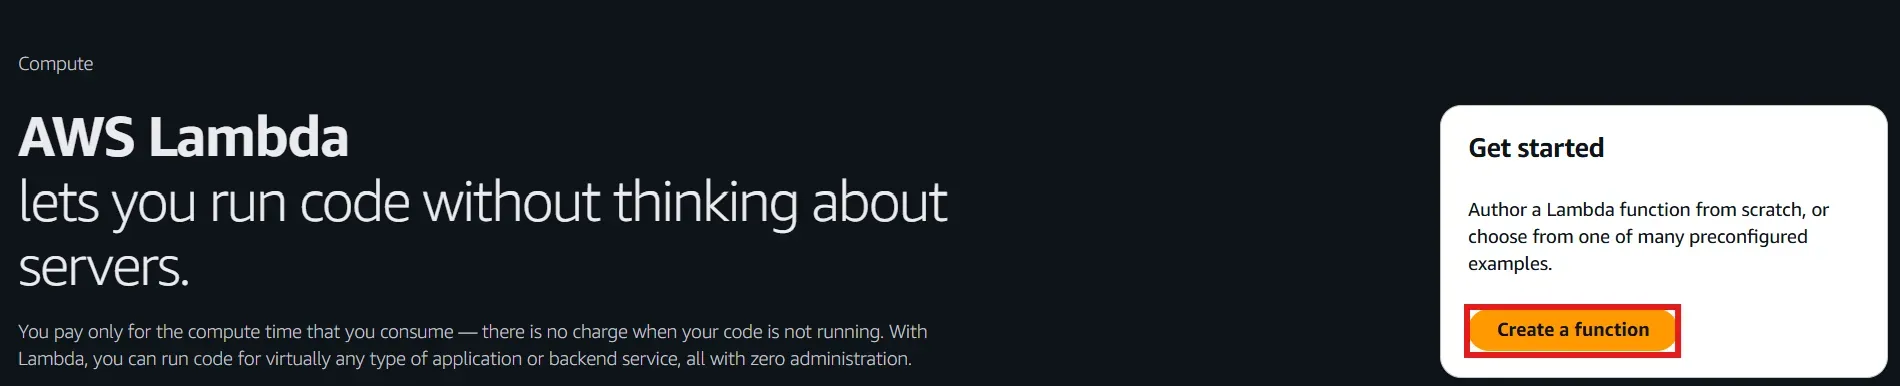 Compute
AWS Lambda
lets you run code without thinking about
servers.
You pay only for the compute time that you consume — there is no charge when your code is not running. With
Lambda, you can run code for virtually any type of application or backend service, all with zero administration.
Get started
Author a Lambda function from scratch, or
choose from one of many preconfigured
examples.
Create a function